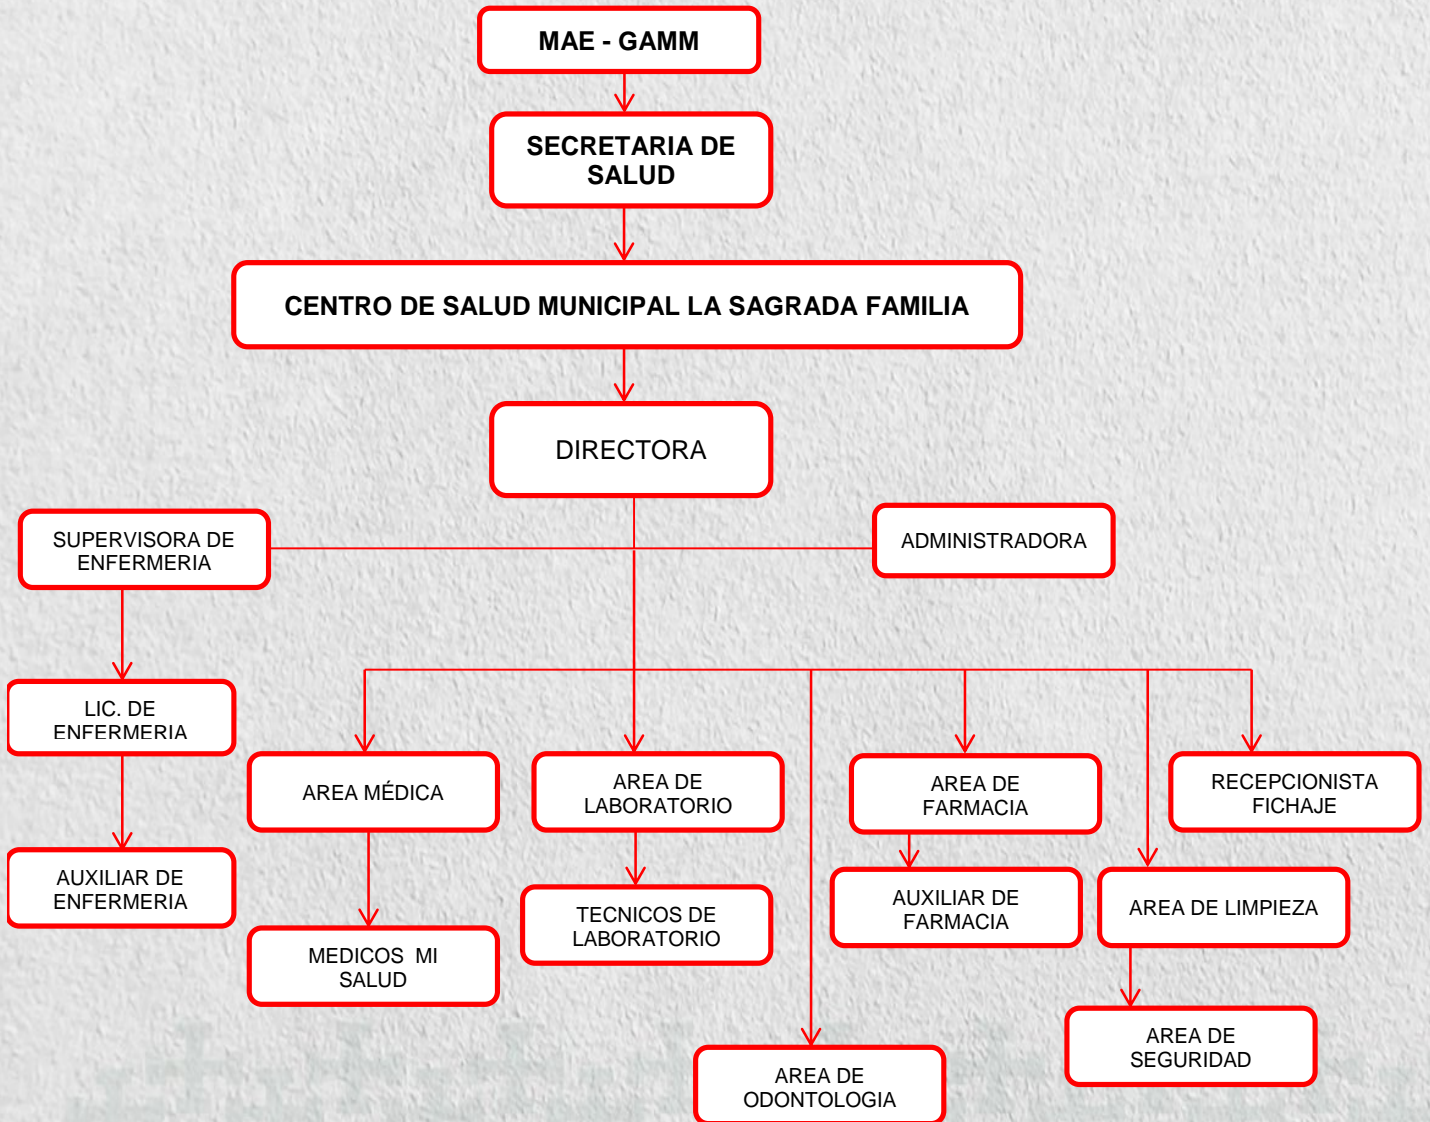 MAE - GAMM
SECRETARIA DE
SALUD
CENTRO DE SALUD MUNICIPAL LA SAGRADA FAMILIA
DIRECTORA
SUPERVISORA DE
ENFERMERIA
ADMINISTRADORA
LIC. DE
ENFERMERIA
AREA MÉDICA
AREA DE
LABORATORIO
AREA DE
FARMACIA
RECEPCIONISTA
FICHAJE
AUXILIAR DE
ENFERMERIA
TECNICOS DE
LABORATORIO
AUXILIAR DE
FARMACIA
AREA DE LIMPIEZA
MEDICOS  MI
SALUD
AREA DE
SEGURIDAD
AREA DE
ODONTOLOGIA